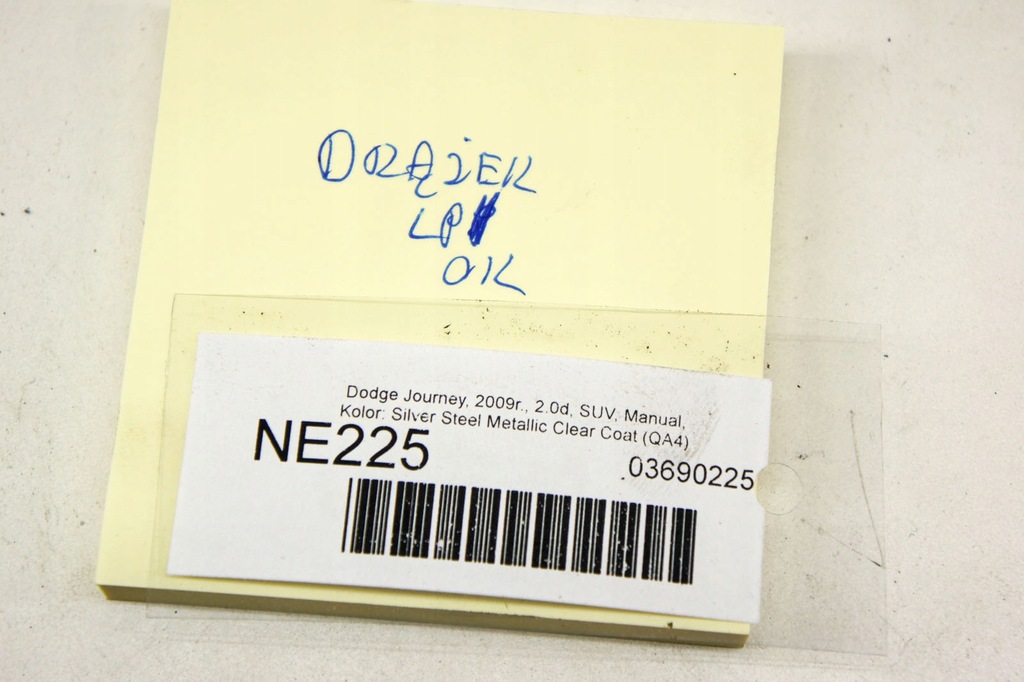 DRĄŻEK
LP
OK
Dodge Journey, 2009r., 2.0d, SUV, Manual,
Kolor: Silver Steel Metallic Clear Coat (QA4)
NE225
03690225